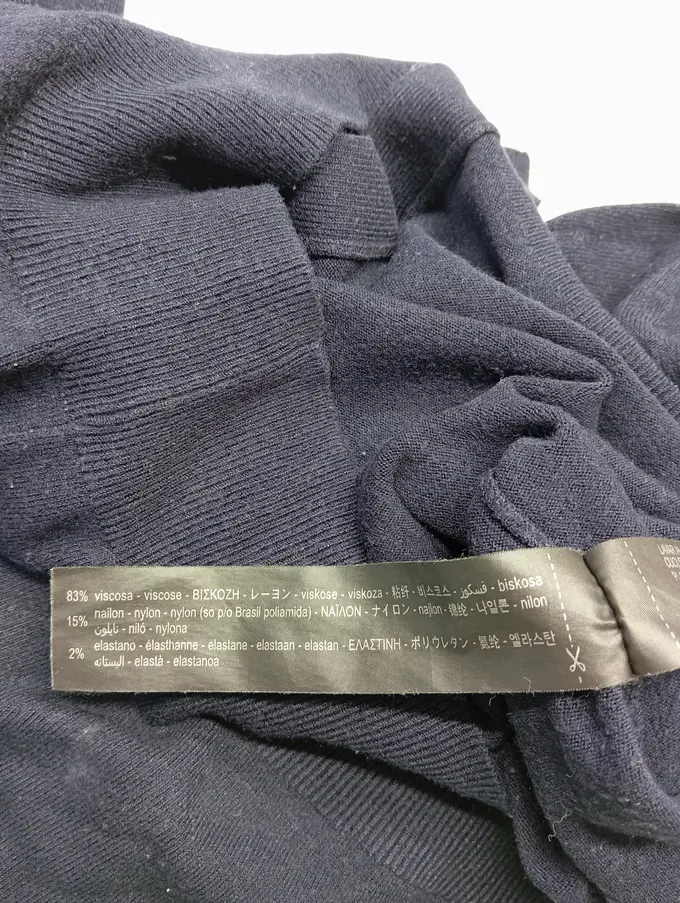 83% viscosa - viscose - ΒΙΣΚΟΖΗ - レーヨン - viskose - viskoza - 粘纤 - 비스코스 - فسكوز - biskosa
15% naïlon - nylon - nylon (so p/o Brasil poliamida) - ΝΑΪΛΟΝ - ナイロン - najlon - 锦纶 - 나일론 - nilon
نايلون - niló - nylona
2% elastano - élasthanne - elastane - elastaan - elastan - ΕΛΑΣΤΙΝΗ - ポリウレタン - 氨纶 - 엘라스탄
اليستانه - elastà - elastanoa